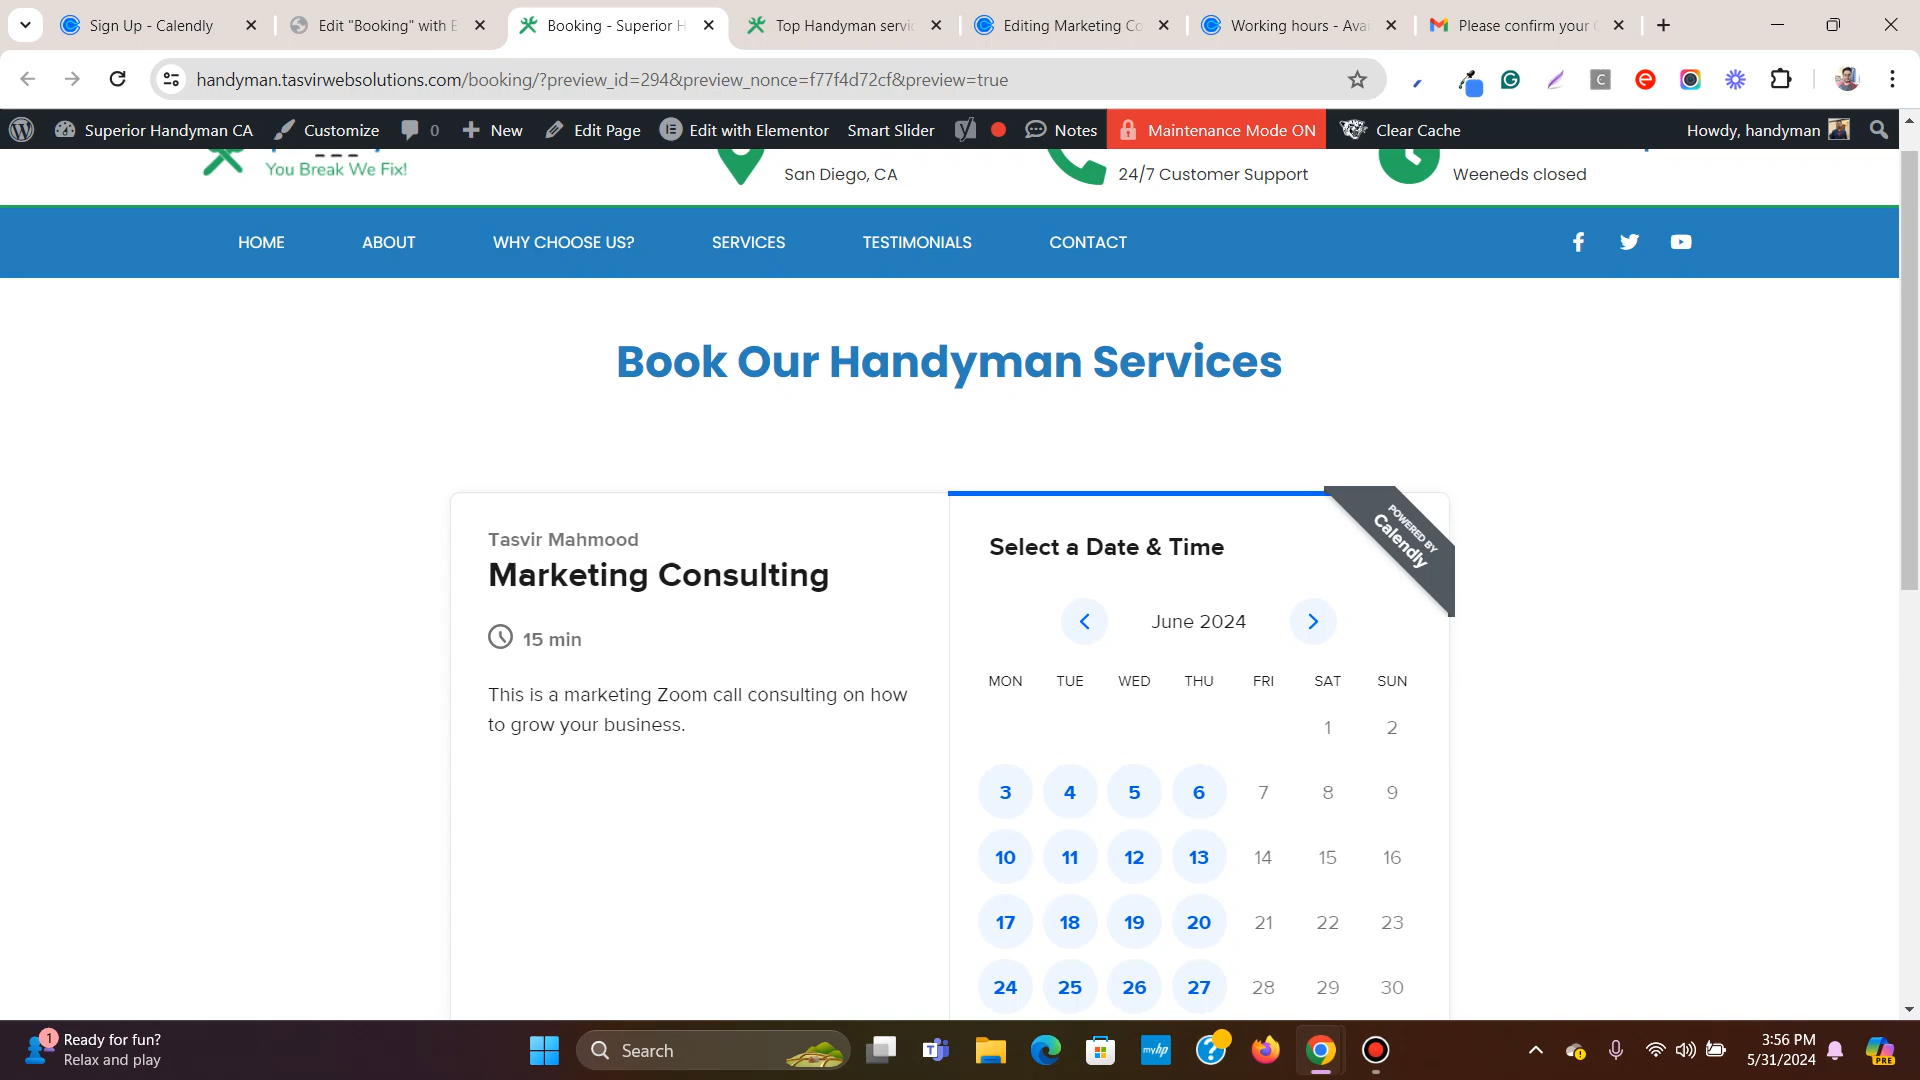 Sign Up - Calendly
Edit "Booking" with E
Booking - Superior H
Top Handyman servic
Editing Marketing Co
Working hours - Avai
Please confirm your
handyman.tasvirwebsolutions.com/booking/?preview_id=294&preview_nonce=f77f4d72cf&preview=true
Superior Handyman CA
Customize
0
New
Edit Page
Edit with Elementor
Smart Slider
Notes
Maintenance Mode ON
Clear Cache
Howdy, handyman
You Break We Fix!
San Diego, CA
24/7 Customer Support
Weeneds closed
HOME
ABOUT
WHY CHOOSE US?
SERVICES
TESTIMONIALS
CONTACT
Book Our Handyman Services
Tasvir Mahmood
Marketing Consulting
15 min
This is a marketing Zoom call consulting on how
to grow your business.
POWERED BY
Calendly
Select a Date & Time
June 2024
MON TUE WED THU FRI SAT SUN
1 2
3 4 5 6 7 8 9
10 11 12 13 14 15 16
17 18 19 20 21 22 23
24 25 26 27 28 29 30
1
Ready for fun?
Relax and play
Search
myhp
PRE
3:56 PM
5/31/2024